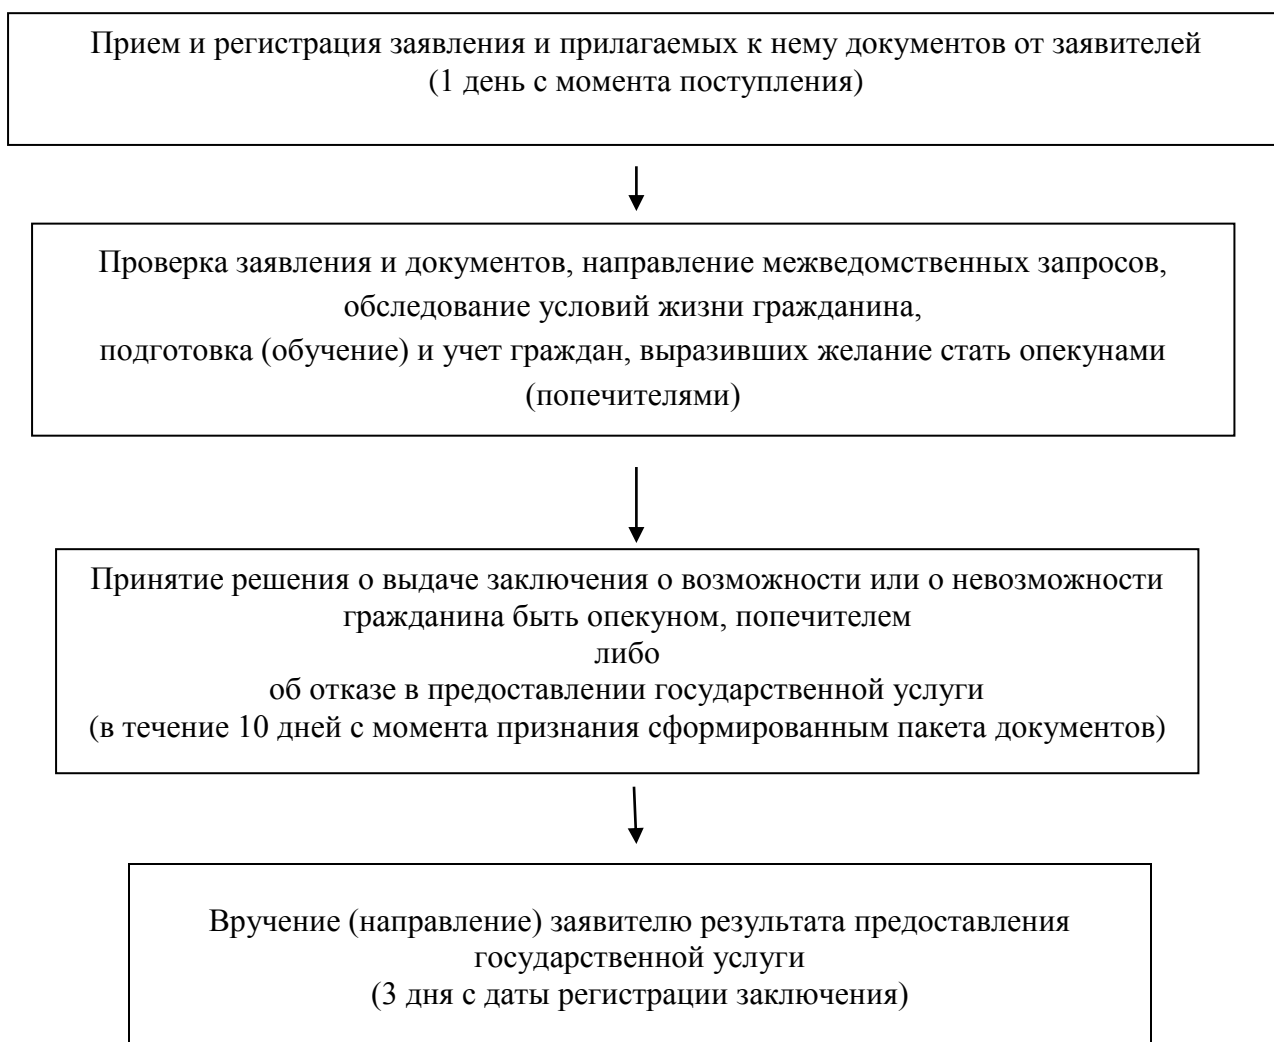 Прием и регистрация заявления и прилагаемых к нему документов от заявителей
(1 день с момента поступления)
Проверка заявления и документов, направление межведомственных запросов,
обследование условий жизни гражданина,
подготовка (обучение) и учет граждан, выразивших желание стать опекунами
(попечителями)
Принятие решения о выдаче заключения о возможности или о невозможности
гражданина быть опекуном, попечителем
либо
об отказе в предоставлении государственной услуги
(в течение 10 дней с момента признания сформированным пакета документов)
Вручение (направление) заявителю результата предоставления
государственной услуги
(3 дня с даты регистрации заключения)